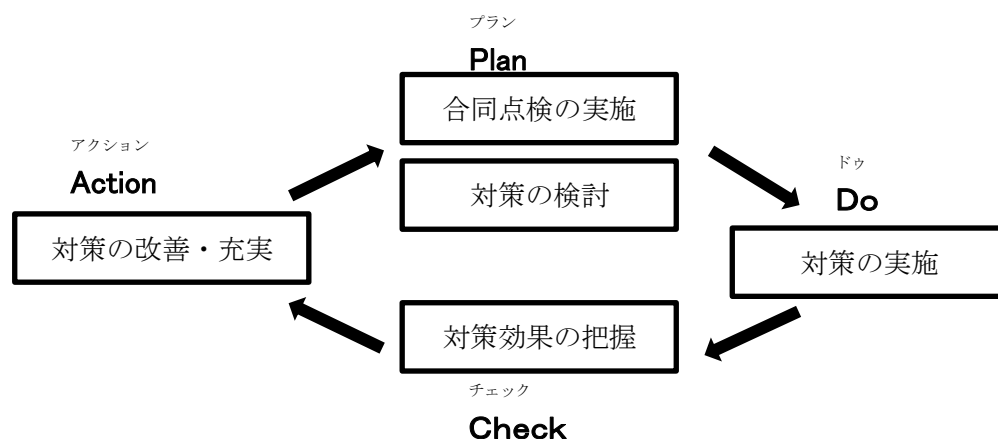 プラン
Plan
合同点検の実施
対策の検討
ドゥ
Do
対策の実施
対策効果の把握
チェック
Check
アクション
Action
対策の改善・充実